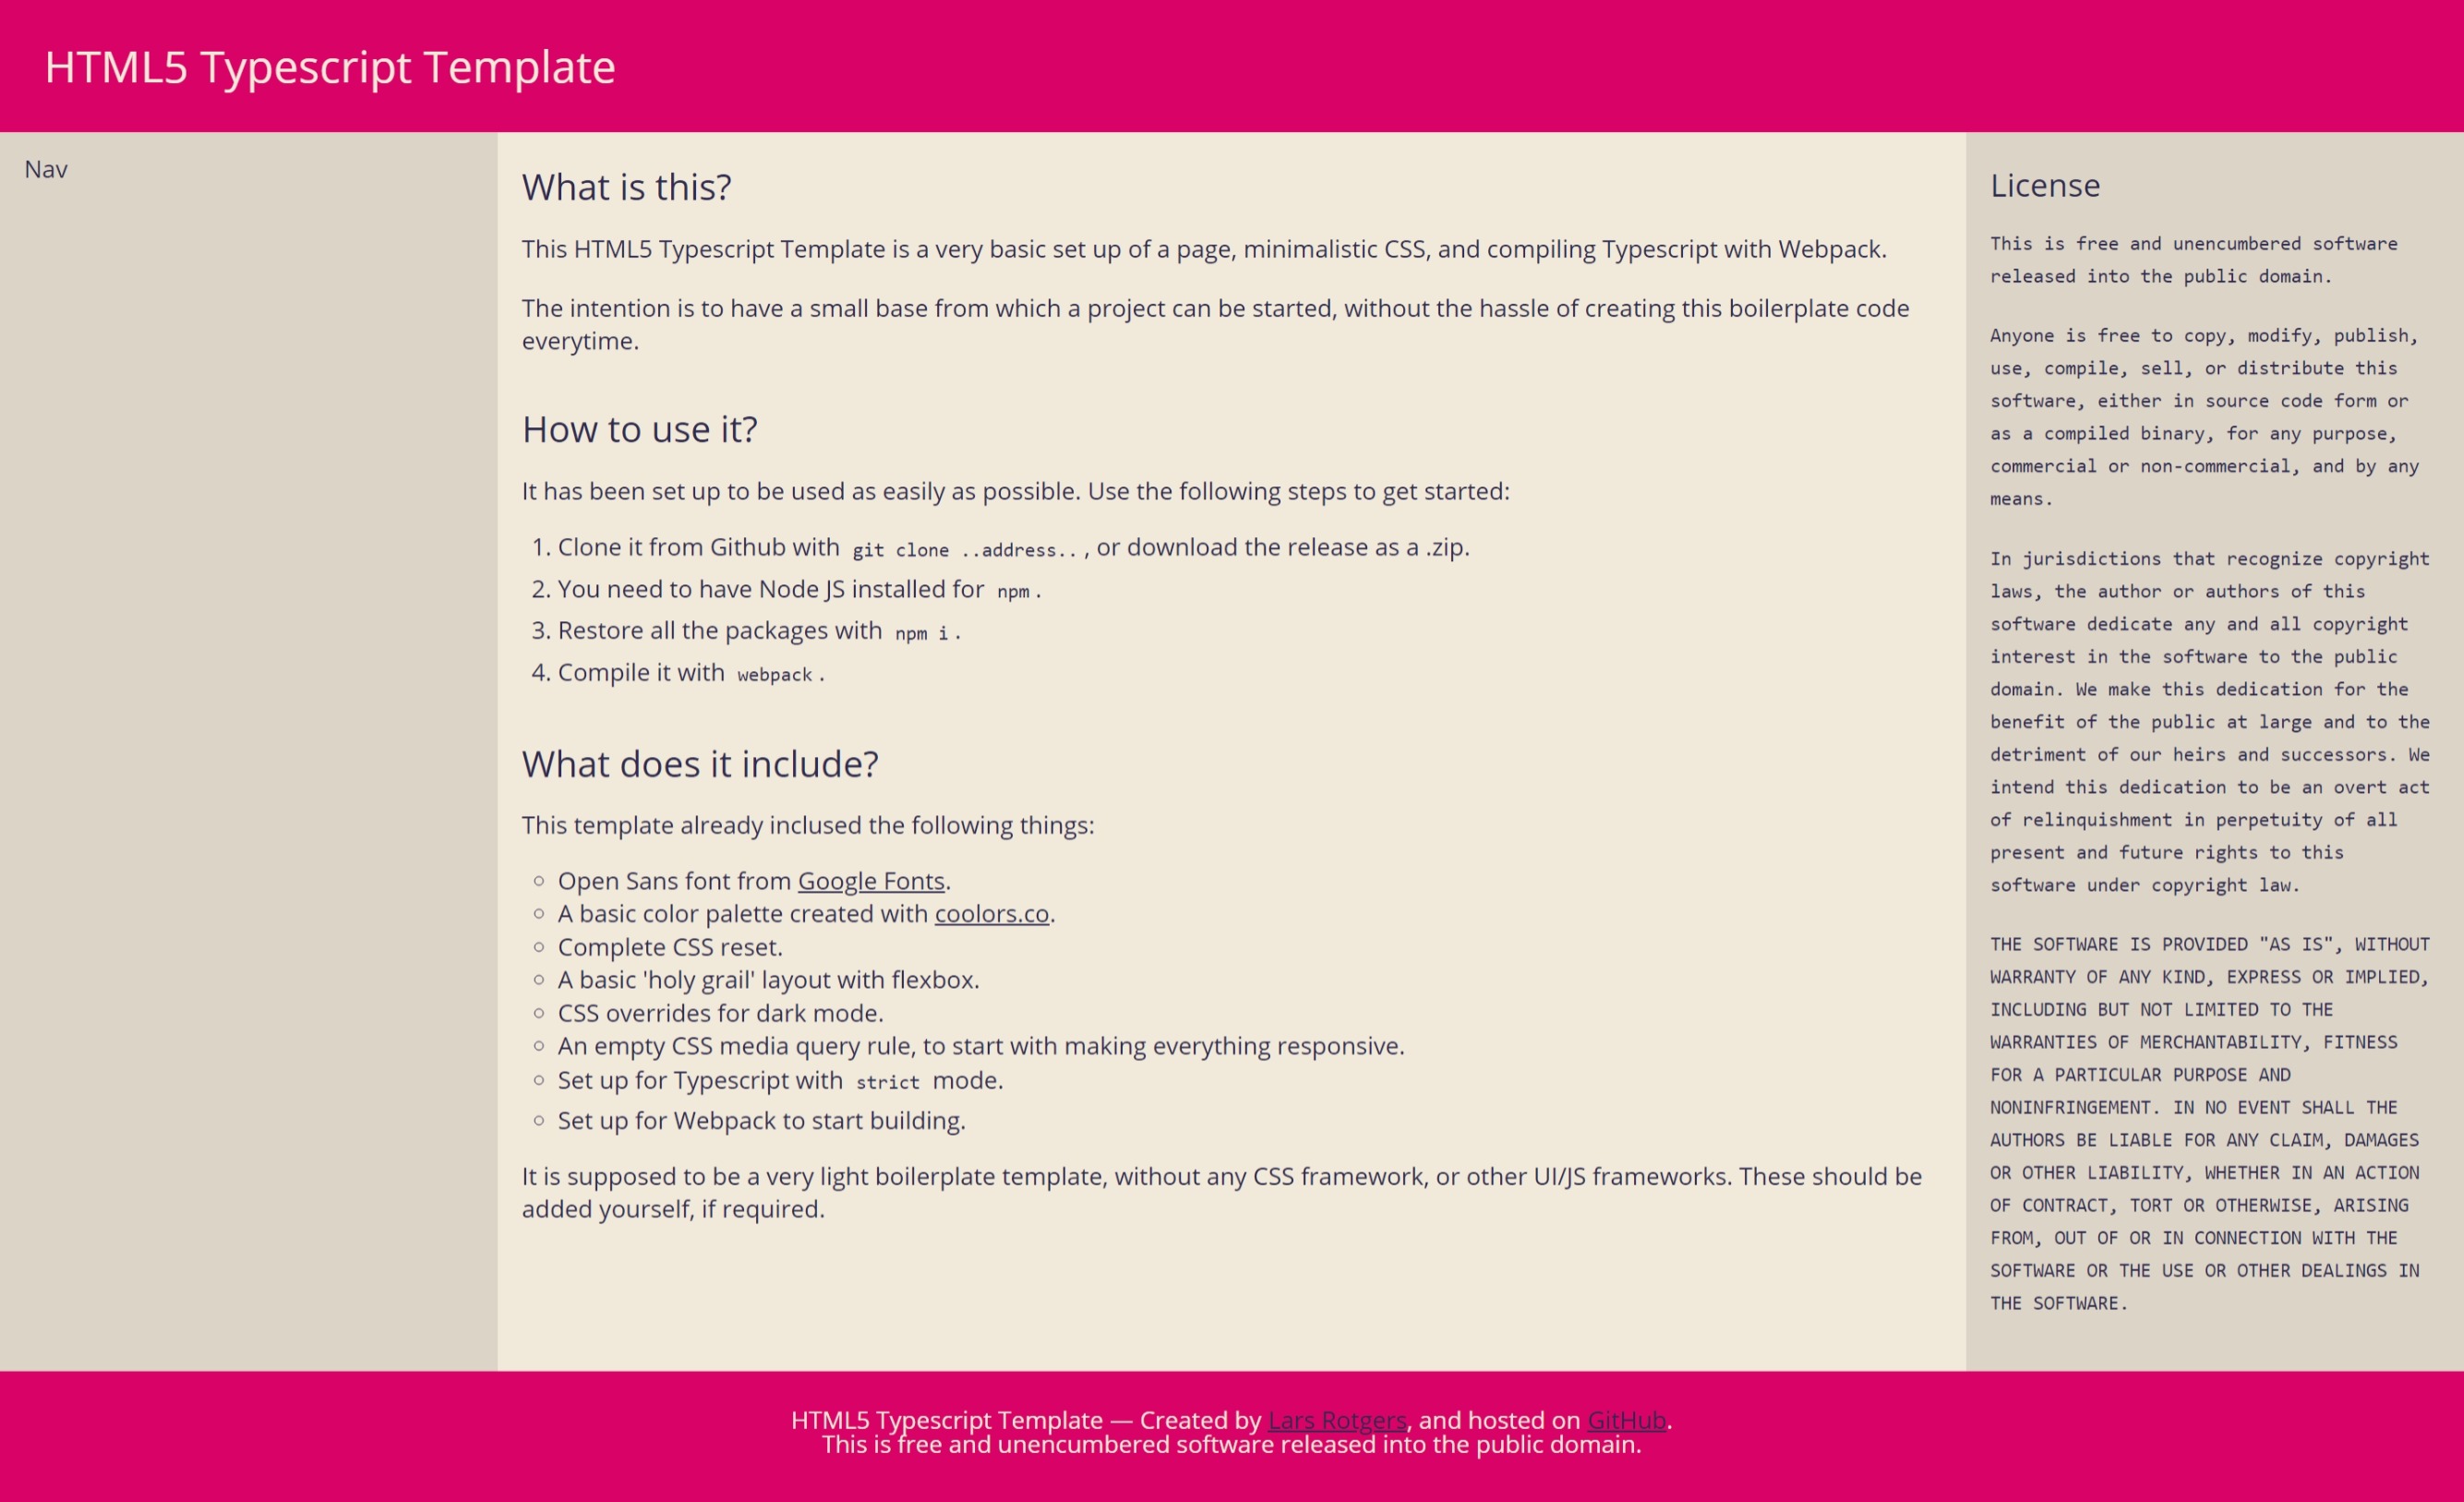 HTML5 Typescript Template
Nav
What is this?
This HTML5 Typescript Template is a very basic set up of a page, minimalistic CSS, and compiling Typescript with Webpack.
The intention is to have a small base from which a project can be started, without the hassle of creating this boilerplate code
everytime.
How to use it?
It has been set up to be used as easily as possible. Use the following steps to get started:
1. Clone it from Github with git clone ..address.. , or download the release as a .zip.
2. You need to have Node JS installed for npm .
3. Restore all the packages with npm i .
4. Compile it with webpack .
What does it include?
This template already inclused the following things:
Open Sans font from Google Fonts.
A basic color palette created with coolors.co.
Complete CSS reset.
A basic 'holy grail' layout with flexbox.
CSS overrides for dark mode.
An empty CSS media query rule, to start with making everything responsive.
Set up for Typescript with strict mode.
Set up for Webpack to start building.
It is supposed to be a very light boilerplate template, without any CSS framework, or other UI/JS frameworks. These should be
added yourself, if required.
License
This is free and unencumbered software
released into the public domain.
Anyone is free to copy, modify, publish,
use, compile, sell, or distribute this
software, either in source code form or
as a compiled binary, for any purpose,
commercial or non-commercial, and by any
means.
In jurisdictions that recognize copyright
laws, the author or authors of this
software dedicate any and all copyright
interest in the software to the public
domain. We make this dedication for the
benefit of the public at large and to the
detriment of our heirs and successors. We
intend this dedication to be an overt act
of relinquishment in perpetuity of all
present and future rights to this
software under copyright law.
THE SOFTWARE IS PROVIDED "AS IS", WITHOUT
WARRANTY OF ANY KIND, EXPRESS OR IMPLIED,
INCLUDING BUT NOT LIMITED TO THE
WARRANTIES OF MERCHANTABILITY, FITNESS
FOR A PARTICULAR PURPOSE AND
NONINFRINGEMENT. IN NO EVENT SHALL THE
AUTHORS BE LIABLE FOR ANY CLAIM, DAMAGES
OR OTHER LIABILITY, WHETHER IN AN ACTION
OF CONTRACT, TORT OR OTHERWISE, ARISING
FROM, OUT OF OR IN CONNECTION WITH THE
SOFTWARE OR THE USE OR OTHER DEALINGS IN
THE SOFTWARE.
HTML5 Typescript Template — Created by Lars Rotgers, and hosted on GitHub.
This is free and unencumbered software released into the public domain.